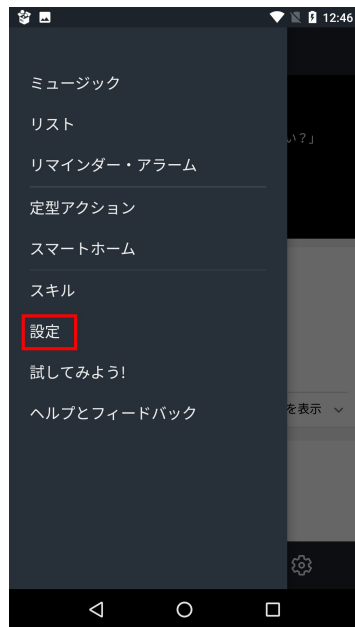 12:46
ミュージック
リスト
リマインダー・アラーム
い？」
定型アクション
スマートホーム
スキル
設定
試してみよう!
を表示
ヘルプとフィードバック